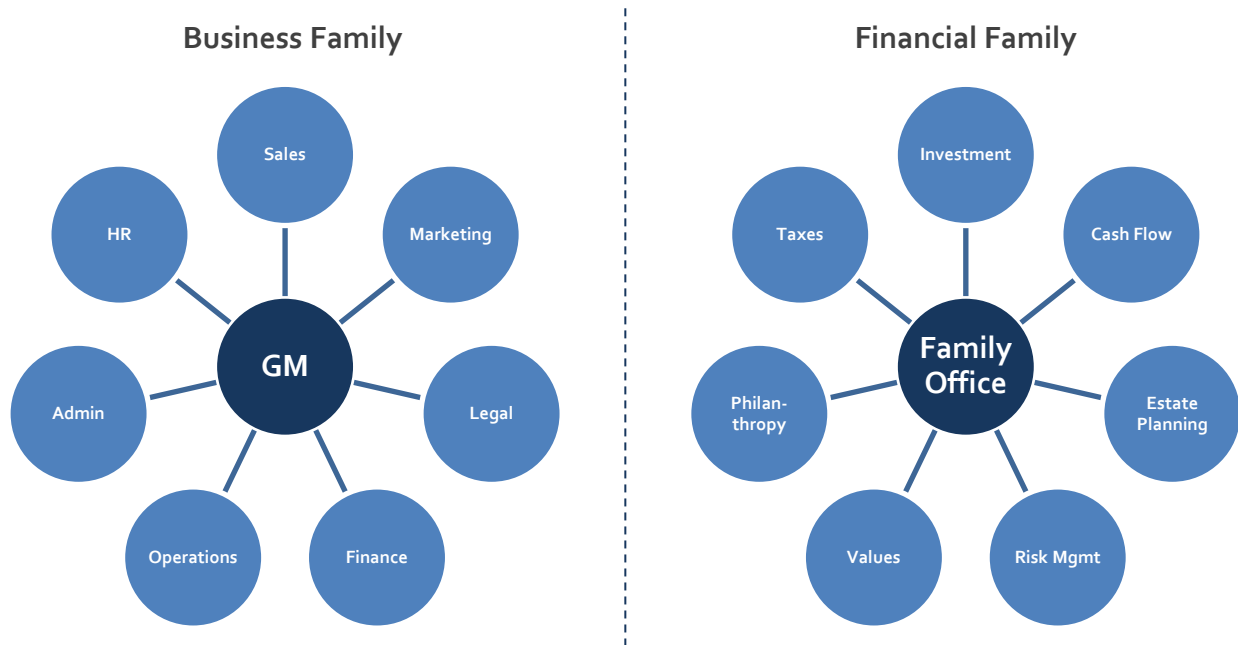 Business Family
Sales
Marketing
Legal
Finance
Operations
Admin
HR
GM
Financial Family
Investment
Cash Flow
Estate
Planning
Risk Mgmt
Values
Philan-
thropy
Taxes
Family
Office